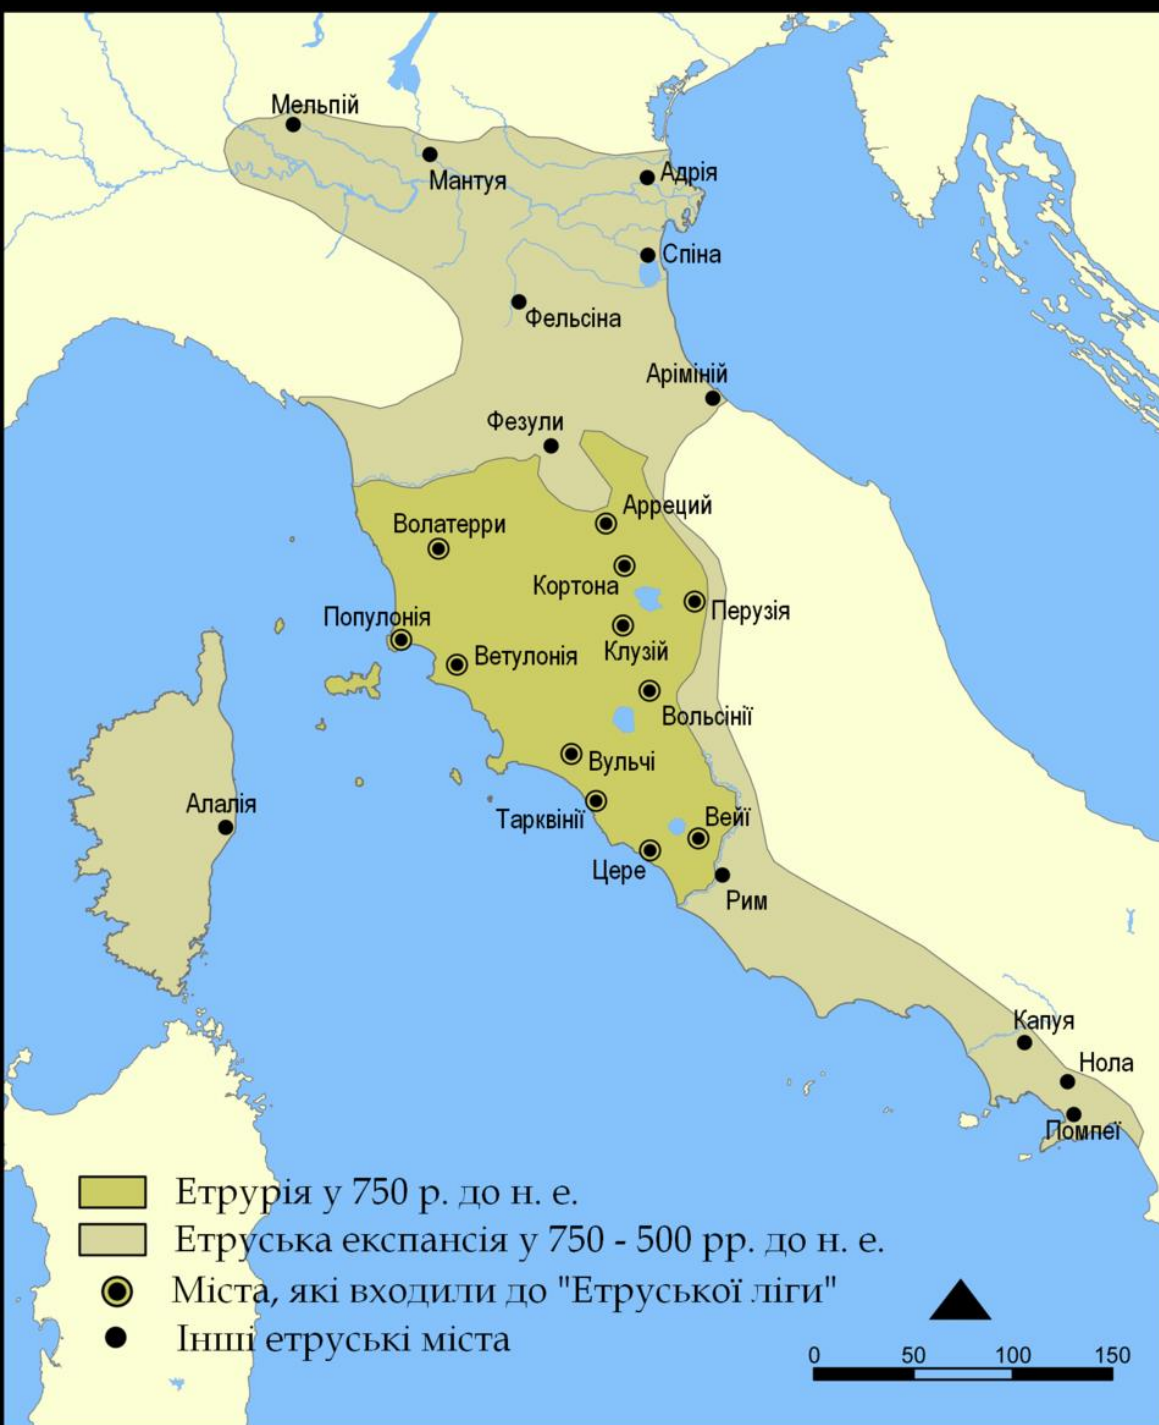 Мельпій
Мантуя
Адрія
Спіна
Фельсіна
Аріміній
Фезули
Арреций
Волатерри
Кортона
Перузія
Популонія
Клузій
Ветулонія
Вольсінії
Вульчі
Алалія
Тарквінії
Вейї
Цере
Рим
Капуя
Нола
Помпеї
Етрурія у 750 р. до н. е.
Етруська експансія у 750 - 500 рр. до н. е.
Міста, які входили до "Етруської ліги"
Інші етруські міста
0 50 100 150